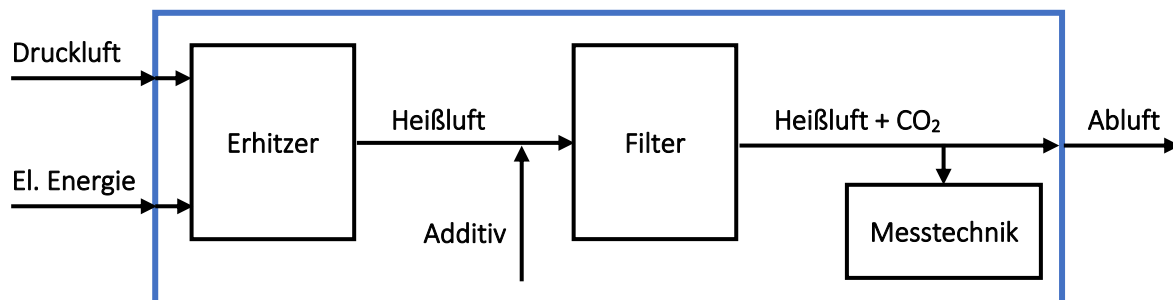 Druckluft
El. Energie
Erhitzer
Heißluft
Additiv
Filter
Heißluft + CO₂
Messtechnik
Abluft